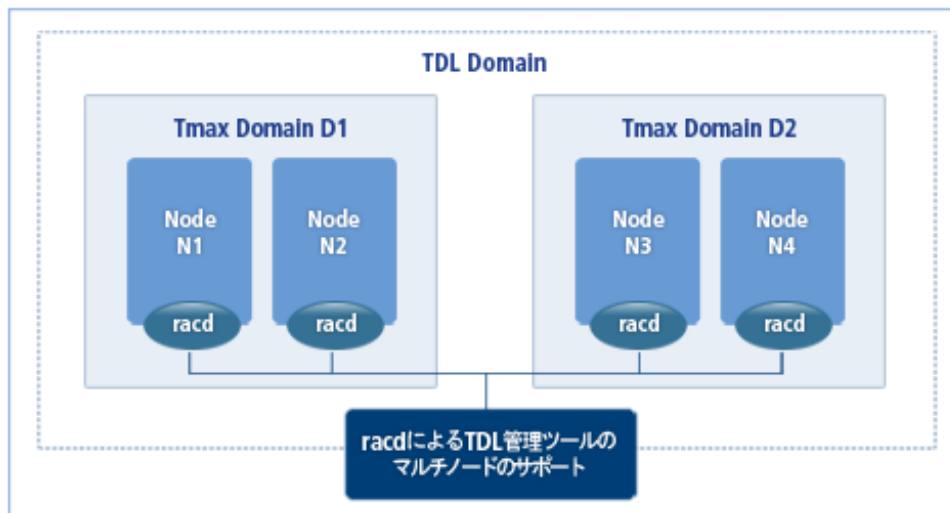 TDL Domain
Tmax Domain D1
Node
N1
racd
Node
N2
racd
Tmax Domain D2
Node
N3
racd
Node
N4
racd
racdによるTDL管理ツールの
マルチノードのサポート